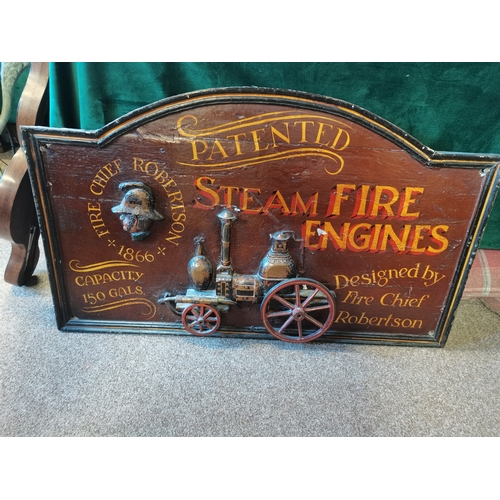 PATENTED
STEAM FIRE
ENGINES
FIRE CHIEF ROBERTSON
1866
CAPACITY
150 GALS.
Designed by
Fire Chief
Robertson